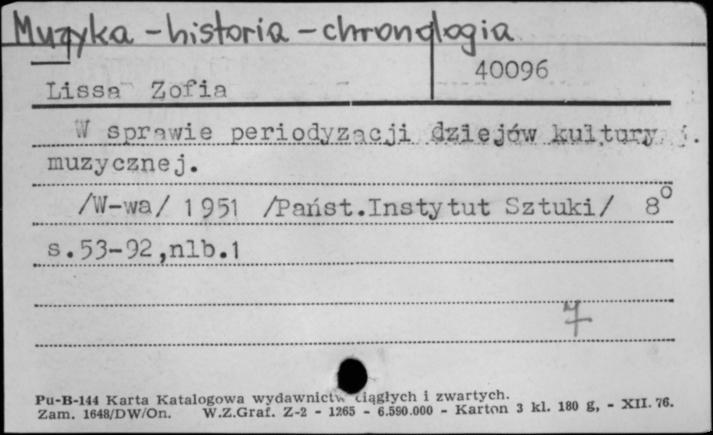 Muzyka - historia - chronologia
40096
Lissa Zofia
W sprawie periodyzacji dziejów kultury
muzycznej.
/W-wa/ 1951 /Państ.Instytut Sztuki/ 8°
s.53-92,nlb.1
7
Pu-B-144 Karta Katalogowa wydawnictw ciągłych i zwartych.
Zam. 1648/DW/On. W.Z.Graf. Z-2 - 1265 - 6.590.000 - Karton 3 kl. 180 g, - XII. 76.